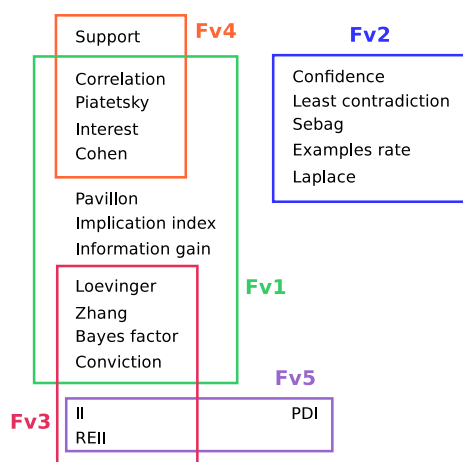 Support
Fv4
Fv2
Correlation
Piatetsky
Interest
Cohen
Confidence
Least contradiction
Sebag
Examples rate
Laplace
Pavillon
Implication index
Information gain
Loevinger
Zhang
Bayes factor
Conviction
Fv1
Fv5
Fv3
II
PDI
REII